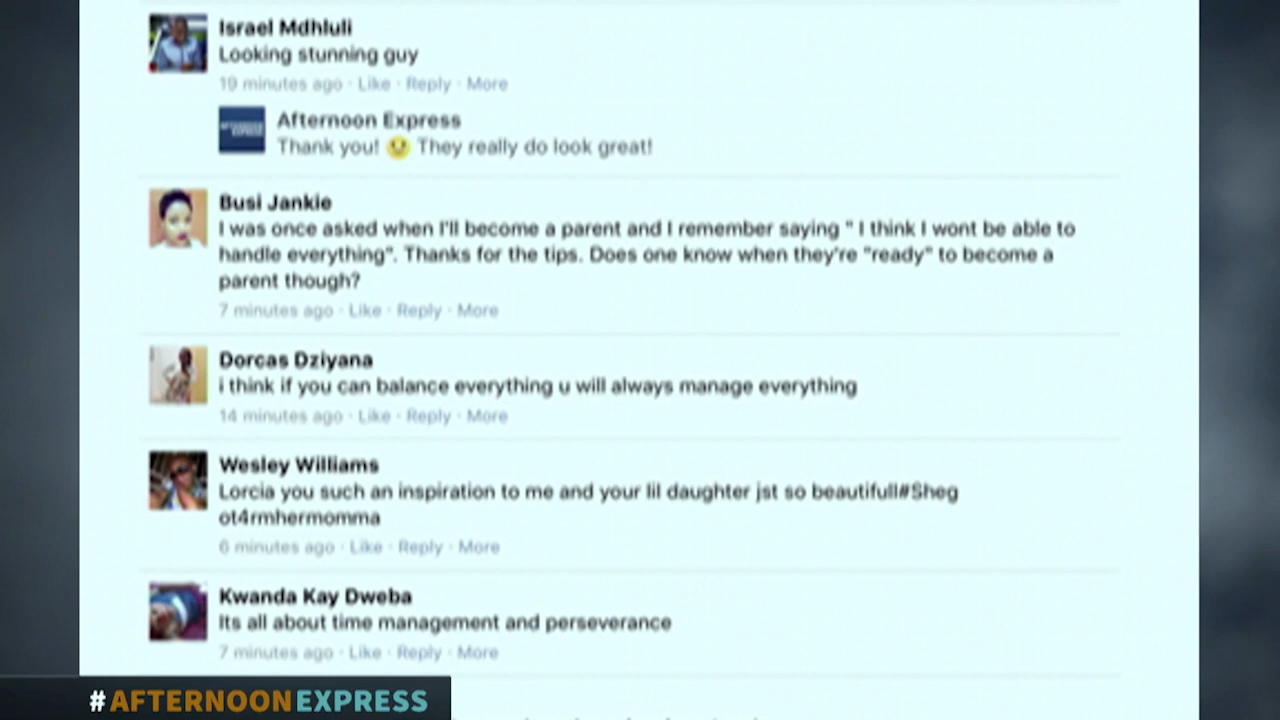 Israel Mdhluli
Looking stunning guy
19 minutes ago · Like · Reply · More
Afternoon Express
Thank you! They really do look great!
Busi Jankie
I was once asked when I'll become a parent and I remember saying " I think I wont be able to
handle everything". Thanks for the tips. Does one know when they're "ready" to become a
parent though?
7 minutes ago · Like · Reply · More
Dorcas Dziyana
i think if you can balance everything u will always manage everything
14 minutes ago · Like · Reply · More
Wesley Williams
Lorcia you such an inspiration to me and your lil daughter jst so beautifull#Sheg
ot4rmhermomma
6 minutes ago · Like · Reply · More
Kwanda Kay Dweba
Its all about time management and perseverance
7 minutes ago · Like · Reply · More
#AFTERNOONEXPRESS